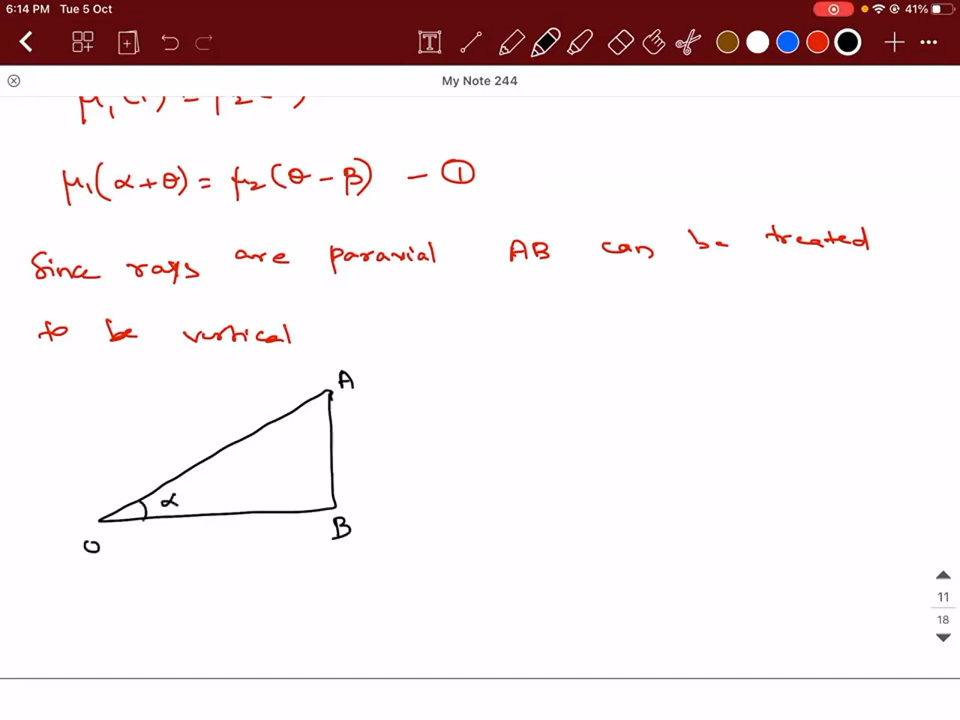 6:14 PM Tue 5 Oct
41%
My Note 244
μ₁(α+θ) = μ₂(θ-β) - ①
Since rays are paraxial AB can be treated
to be vertical
A
α
B
O
11
18